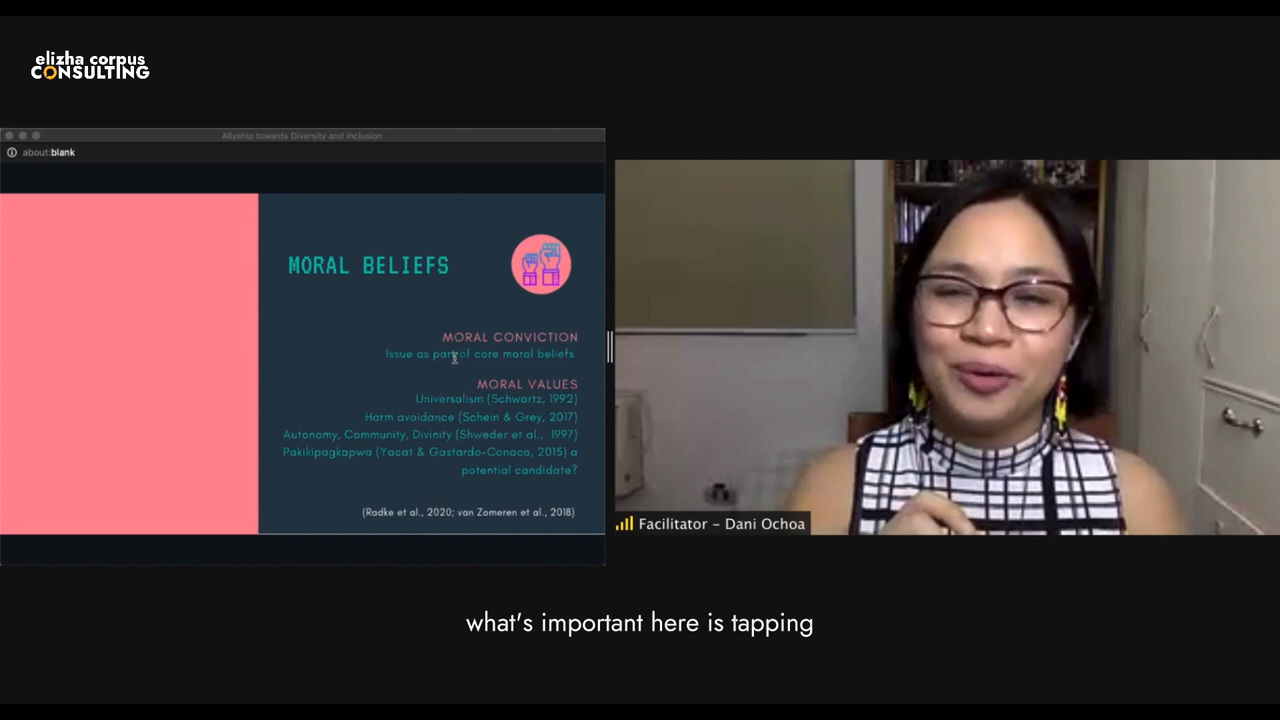 elizha corpus
CONSULTING
Allyship towards Diversity and Inclusion
about:blank
MORAL BELIEFS
MORAL CONVICTION
Issue as part of core moral beliefs
MORAL VALUES
Universalism (Schwartz, 1992)
Harm avoidance (Schein & Grey, 2017)
Autonomy, Community, Divinity (Shweder et al., 1997)
Pakikipagkapwa (Yacat & Gastardo-Conaco, 2015) a
potential candidate?
(Radke et al., 2020; van Zomeren et al., 2018)
Facilitator – Dani Ochoa
what's important here is tapping